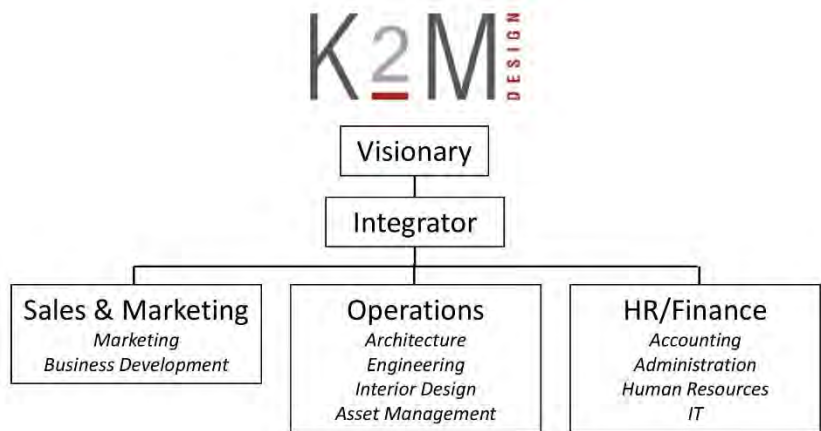 K2M
DESIGN
Visionary
Integrator
Sales & Marketing
Marketing
Business Development
Operations
Architecture
Engineering
Interior Design
Asset Management
HR/Finance
Accounting
Administration
Human Resources
IT